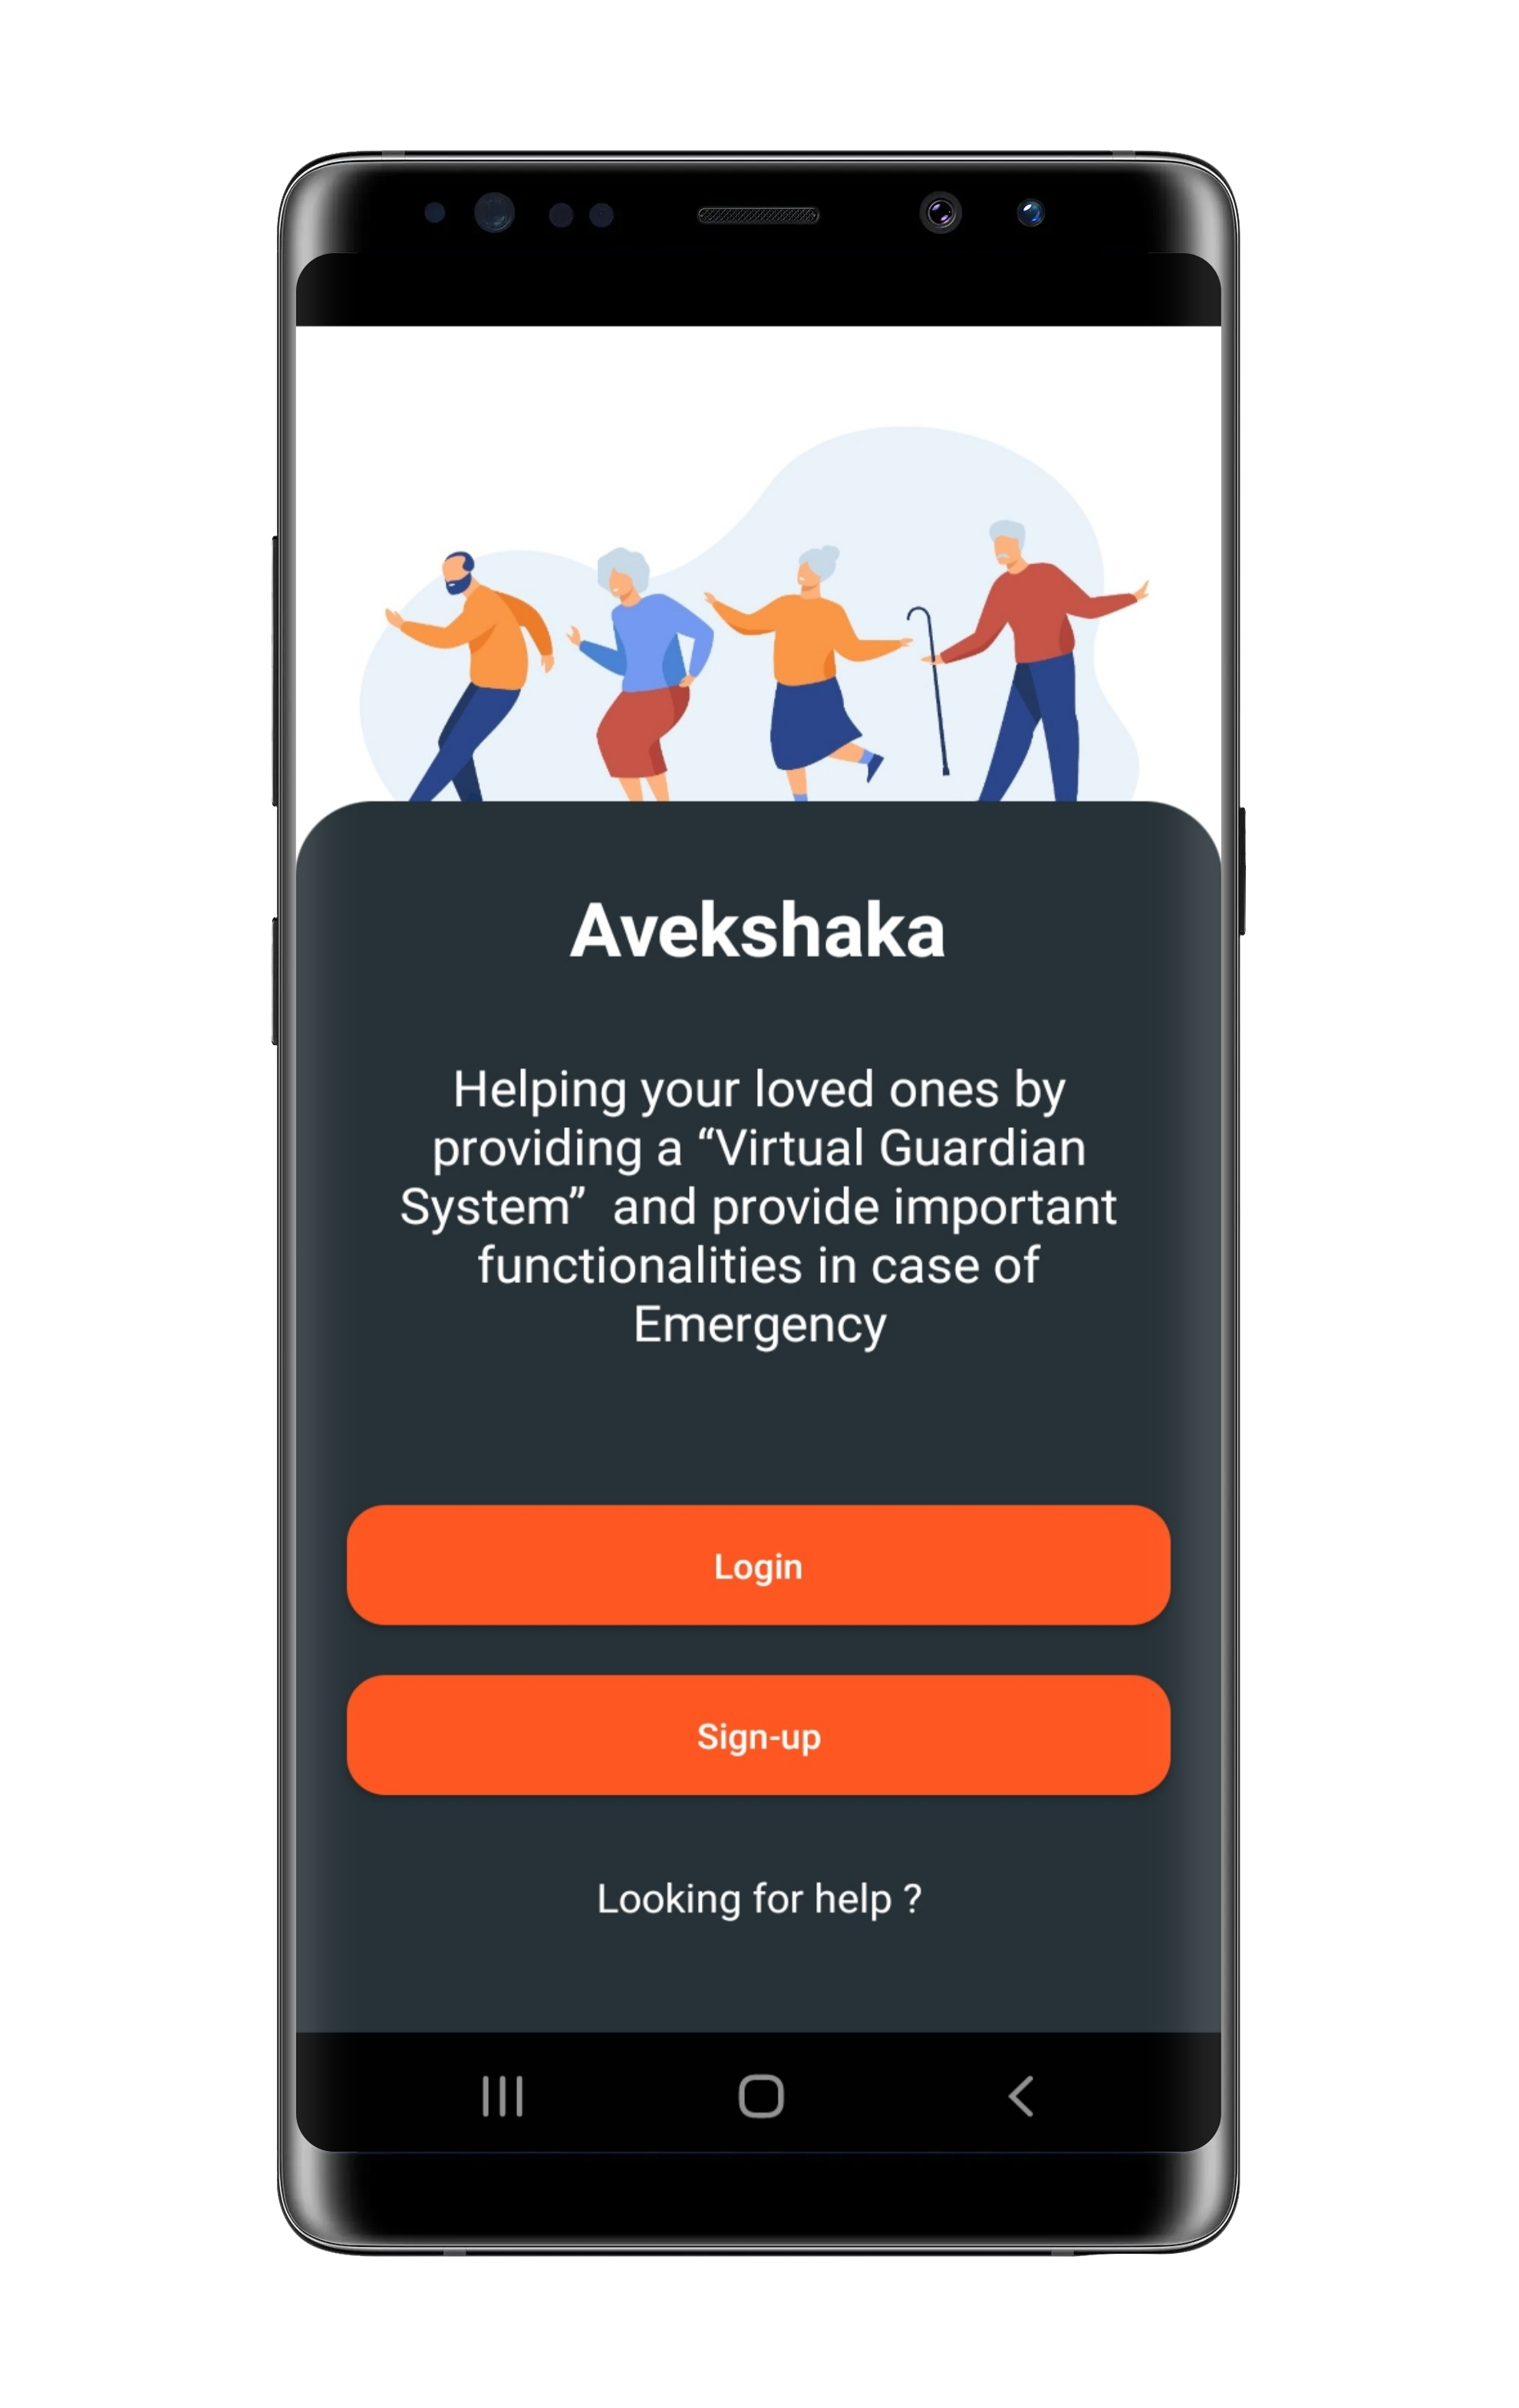 Avekshaka
Helping your loved ones by
providing a “Virtual Guardian
System”  and provide important
functionalities in case of
Emergency
Login
Sign-up
Looking for help ?